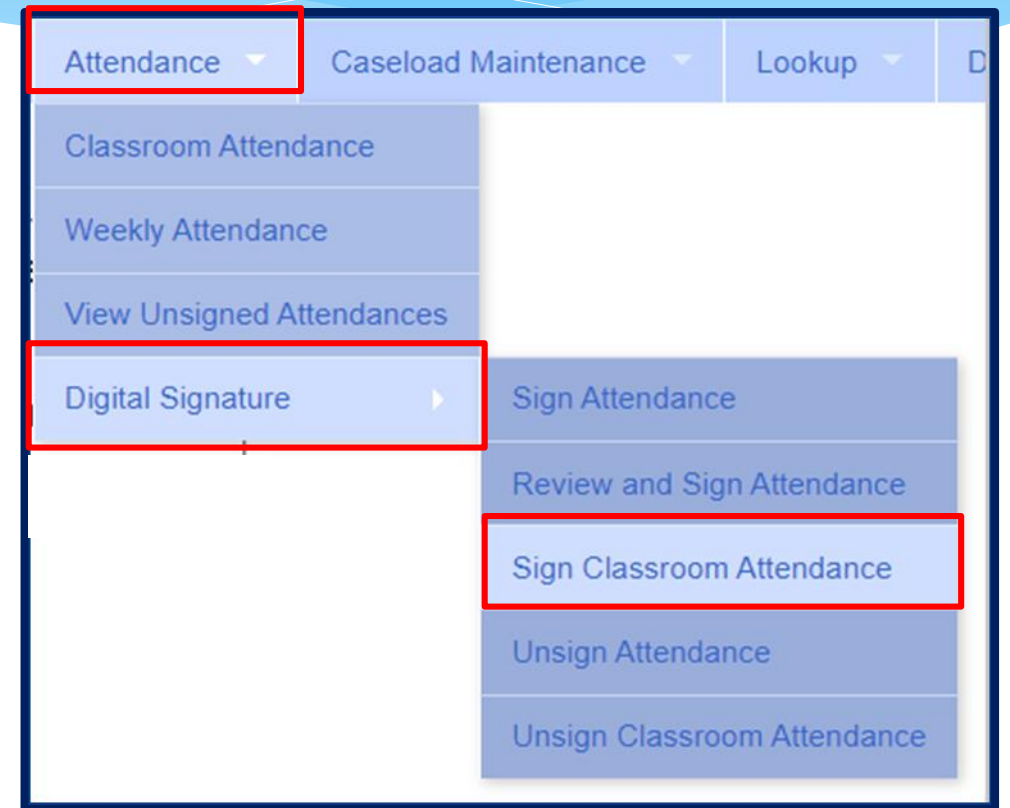 Attendance Caseload Maintenance Lookup D
Classroom Attendance
Weekly Attendance
View Unsigned Attendances
Digital Signature Sign Attendance
Review and Sign Attendance
Sign Classroom Attendance
Unsign Attendance
Unsign Classroom Attendance